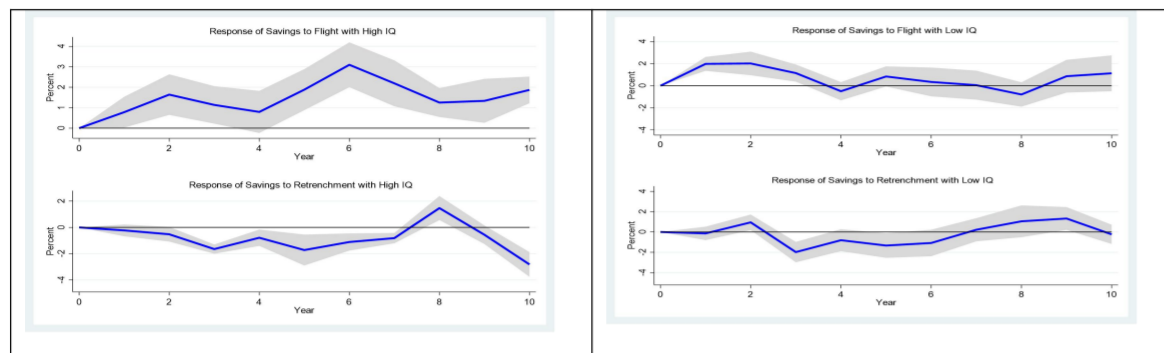 Response of Savings to Flight with High IQ
Percent
4
3
2
1
0
0 2 4 6 8 10
Year
Response of Savings to Retrenchment with High IQ
Percent
2
0
-2
-4
0 2 4 6 8 10
Year
Response of Savings to Flight with Low IQ
Percent
4
2
0
-2
-4
0 2 4 6 8 10
Year
Response of Savings to Retrenchment with Low IQ
Percent
4
2
0
-2
-4
0 2 4 6 8 10
Year